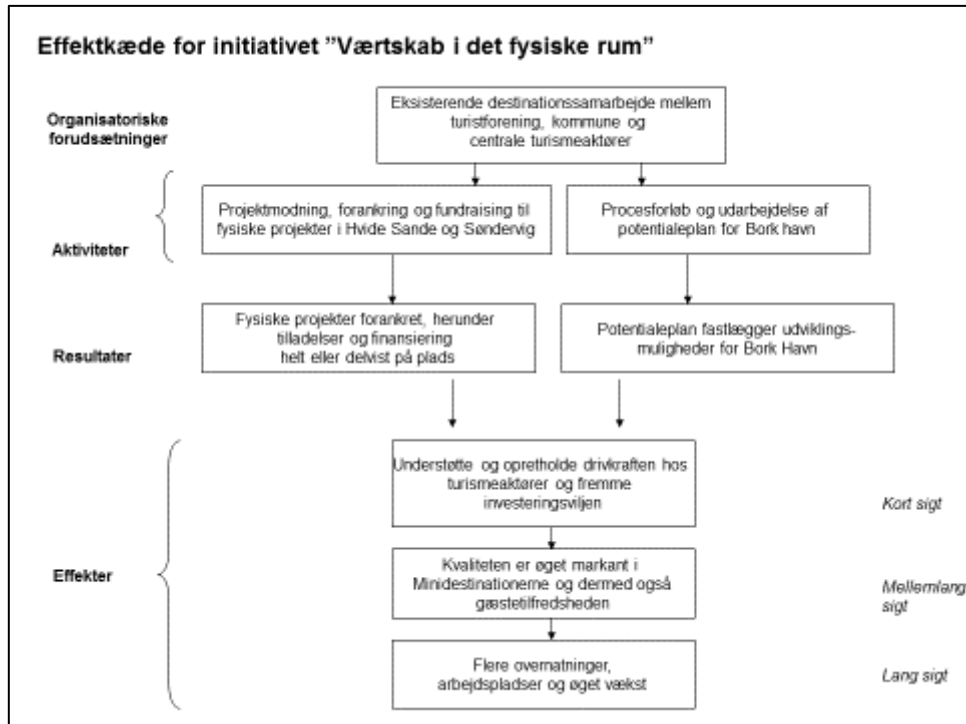 Effektkæde for initiativet ”Værtskab i det fysiske rum”
Organisatoriske
forudsætninger
Eksisterende destinationssamarbejde mellem
turistforening, kommune og
centrale turismeaktører
Aktiviteter
Projektmodning, forankring og fundraising til
fysiske projekter i Hvide Sande og Søndervig
Procesforløb og udarbejdelse af
potentialeplan for Bork havn
Resultater
Fysiske projekter forankret, herunder
tilladelser og finansiering
helt eller delvist på plads
Potentialeplan fastlægger udviklings-
muligheder for Bork Havn
Effekter
Understøtte og opretholde drivkraften hos
turismeaktører og fremme
investeringsviljen
Kort sigt
Kvaliteten er øget markant i
Minidestinationerne og dermed også
gæstetilfredsheden
Mellemlang
sigt
Flere overnatninger,
arbejdspladser og øget vækst
Lang sigt